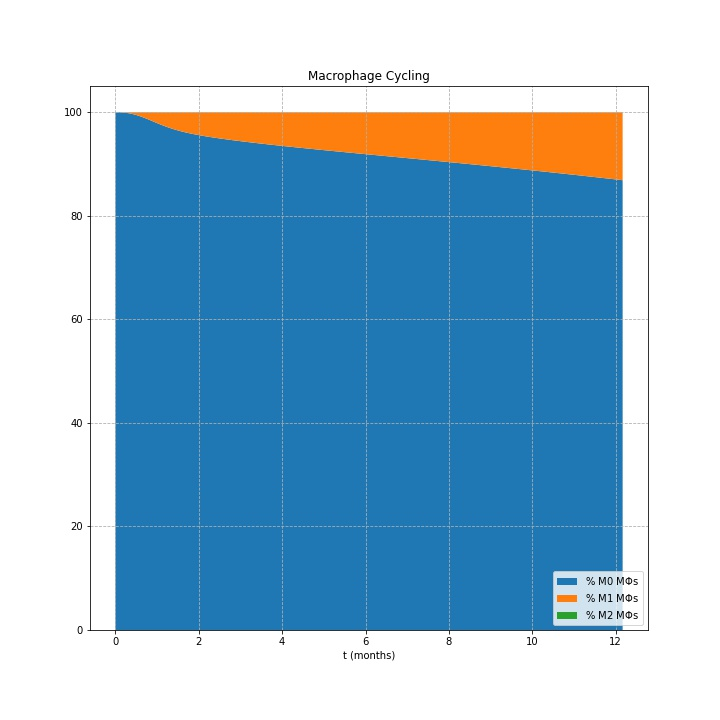 Macrophage Cycling
100
80
60
40
20
0
0 2 4 6 8 10 12
t (months)
% M0 MΦs
% M1 MΦs
% M2 MΦs